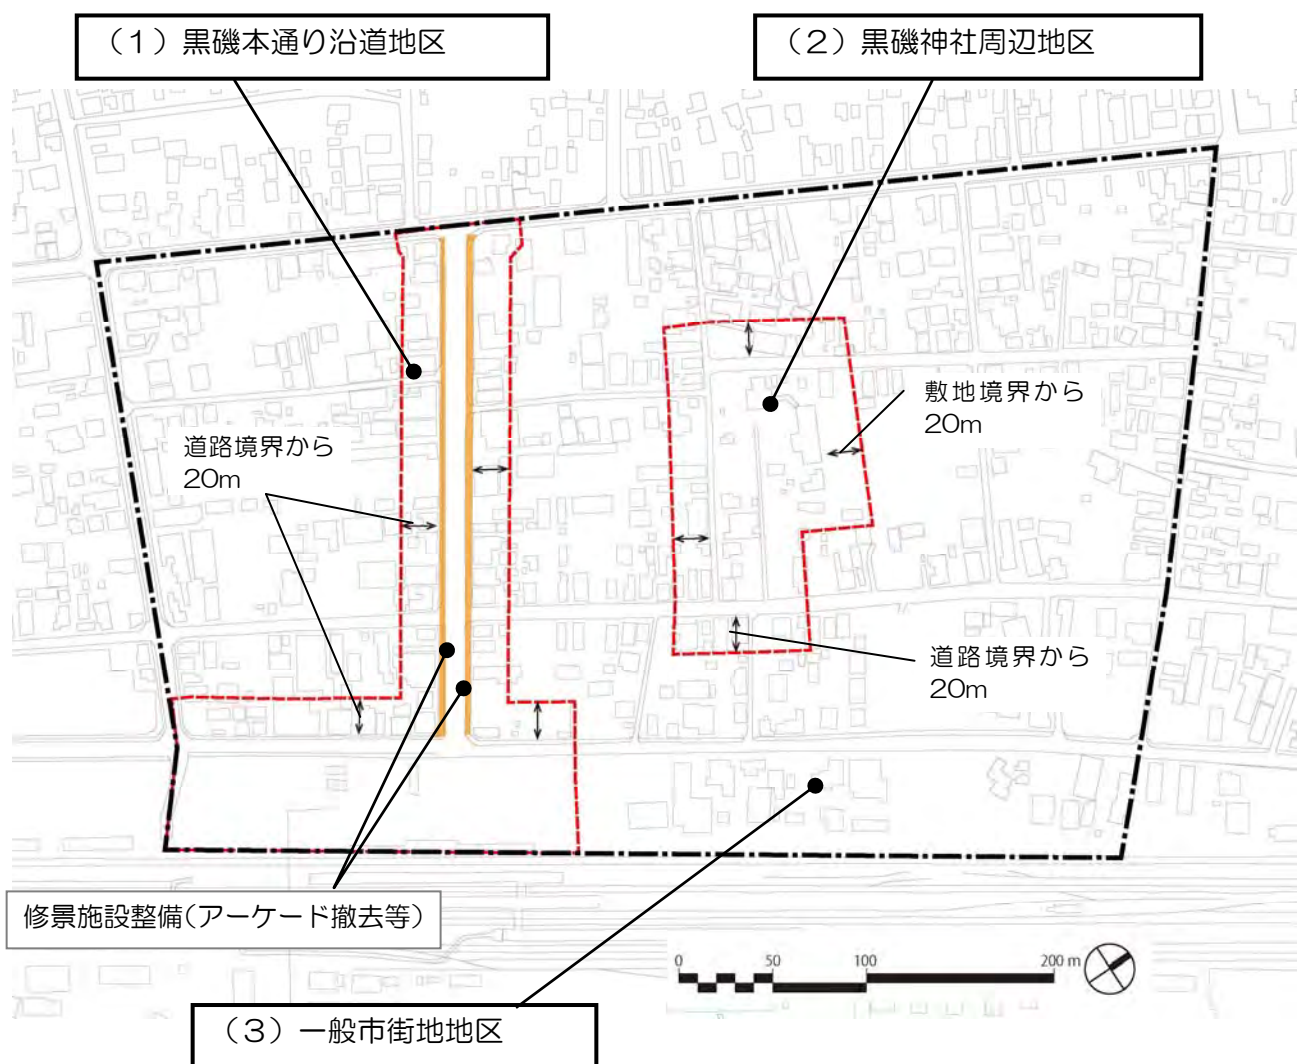 （１）黒磯本通り沿道地区
（２）黒磯神社周辺地区
敷地境界から
20m
道路境界から
20m
道路境界から
20m
修景施設整備（アーケード撤去等）
0 50 100 200 m
（３）一般市街地地区